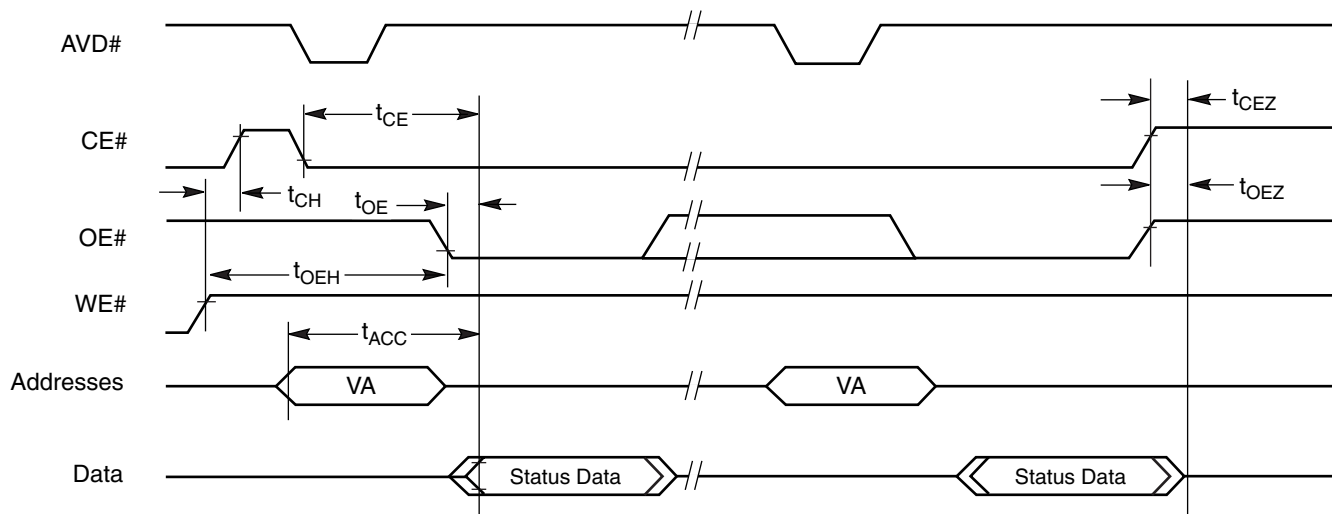 AVD#
tCEZ
tCE
CE#
tCH
tOE
tOEZ
OE#
tOEH
WE#
tACC
Addresses
VA
VA
Data
Status Data
Status Data